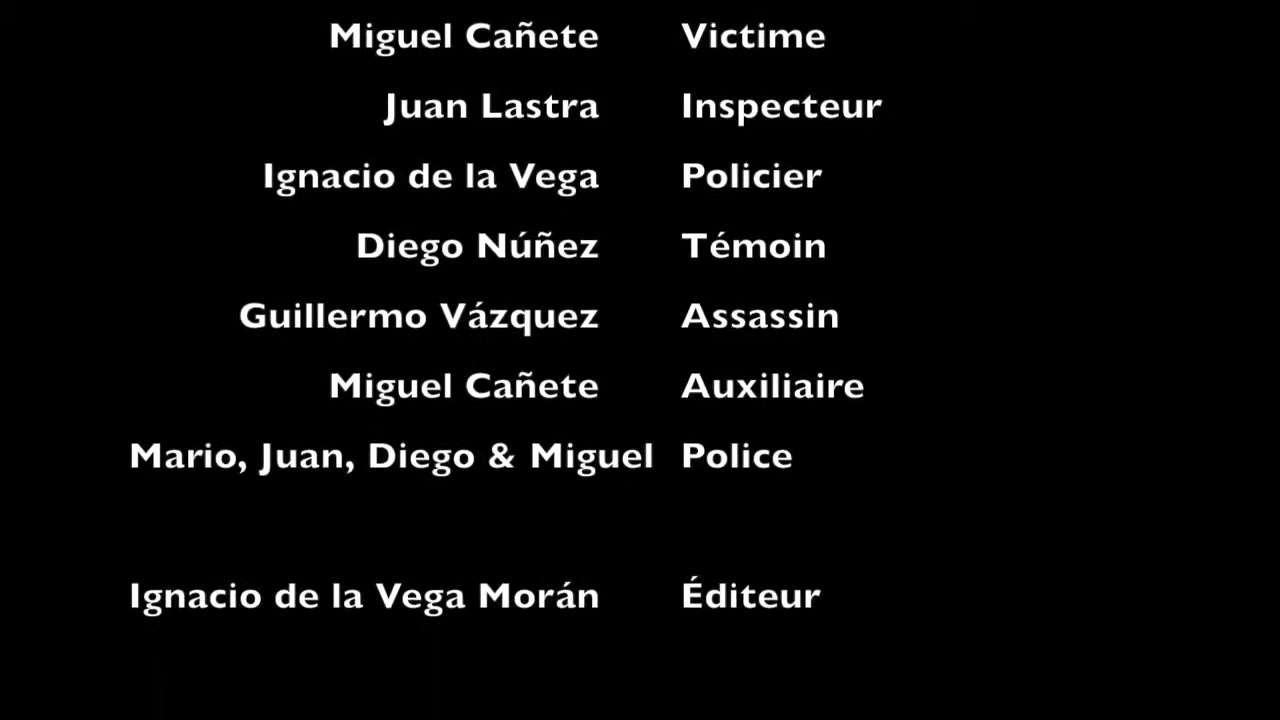 Miguel Cañete Victime
Juan Lastra Inspecteur
Ignacio de la Vega Policier
Diego Núñez Témoin
Guillermo Vázquez Assassin
Miguel Cañete Auxiliaire
Mario, Juan, Diego & Miguel Police
Ignacio de la Vega Morán Éditeur